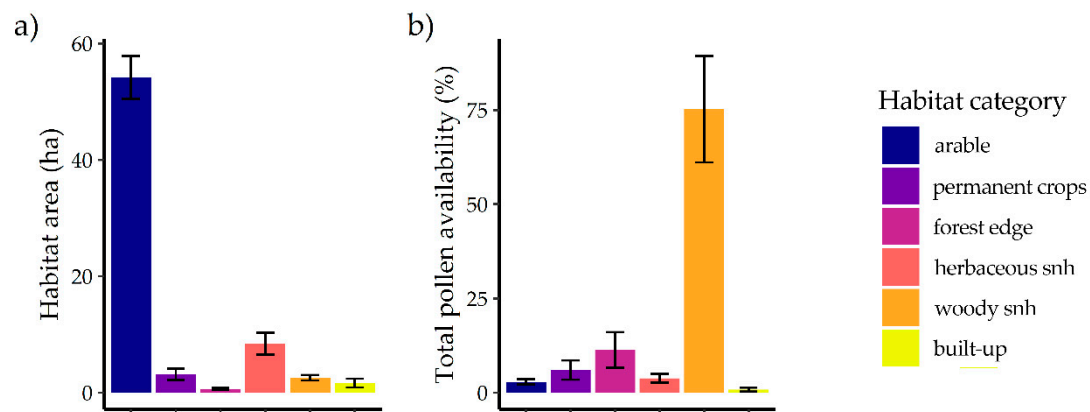 a)
Habitat area (ha)
60
40
20
0
b)
Total pollen availability (%)
75
50
25
0
Habitat category
arable
permanent crops
forest edge
herbaceous snh
woody snh
built-up